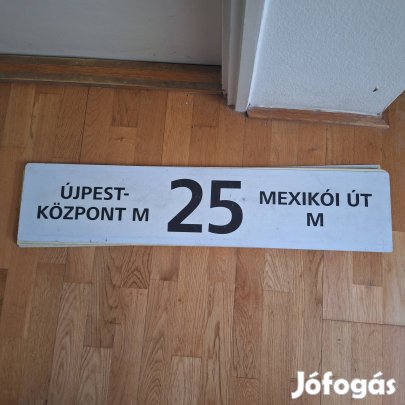 ÚJPEST-
KÖZPONT M
25
MEXIKÓI ÚT
M
Jófogás